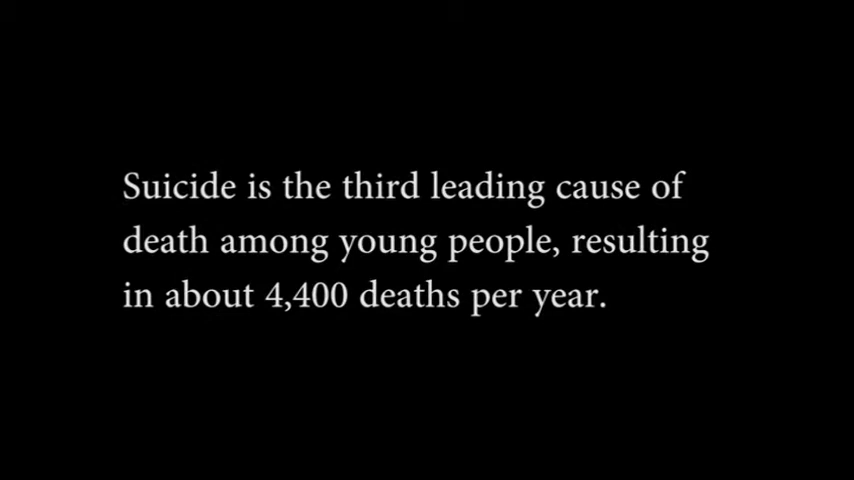 Suicide is the third leading cause of
death among young people, resulting
in about 4,400 deaths per year.